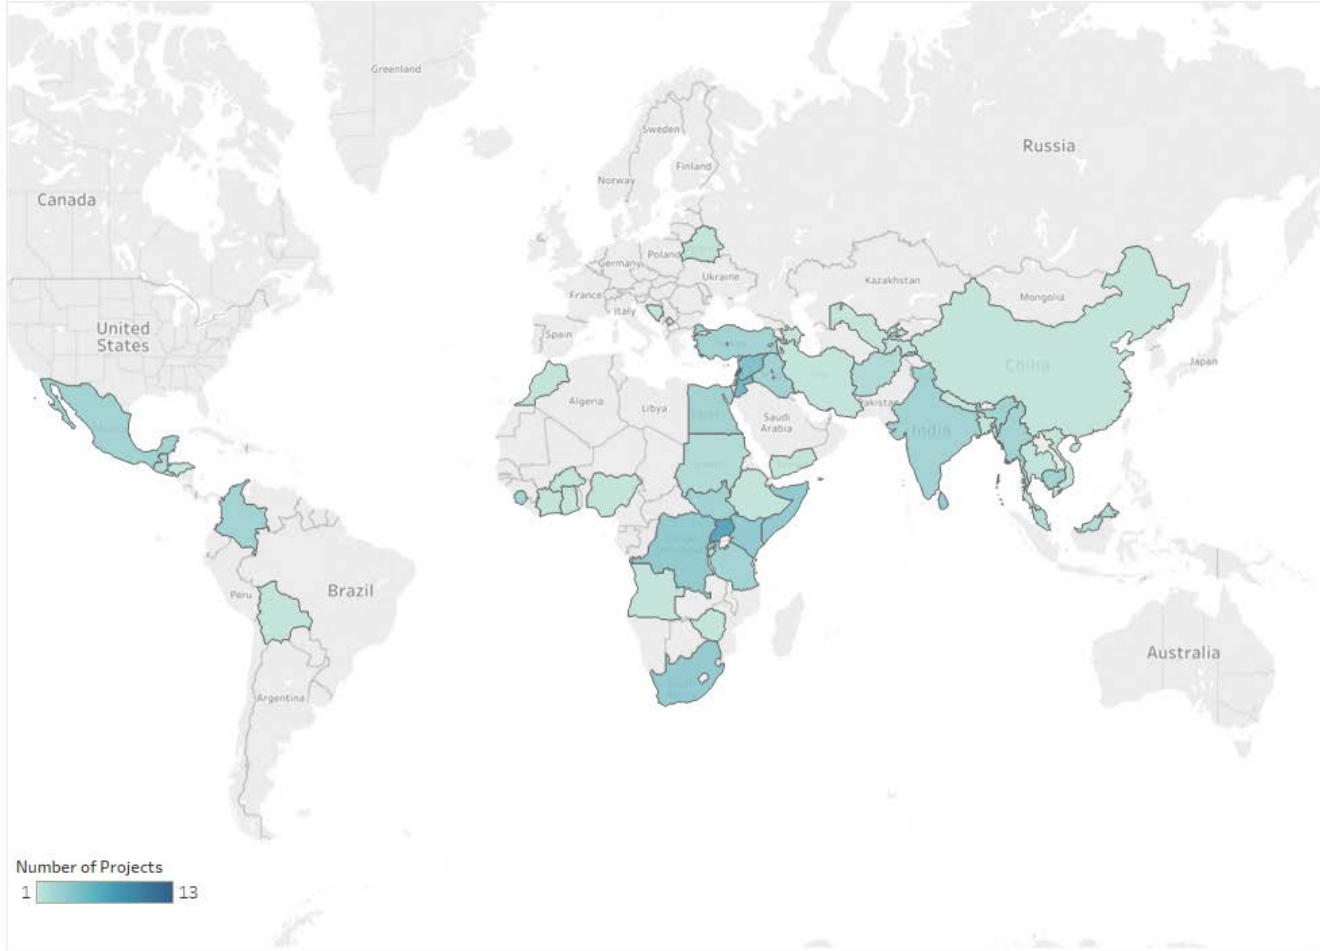 Greenland
Sweden
Finland
Norway
Russia
Canada
Poland
Germany
Ukraine
France
Italy
Kazakhstan
Mongolia
Spain
United
States
Japan
China
Algeria
Libya
Saudi
Arabia
Pakistan
India
Peru
Brazil
Argentina
Australia
Number of Projects
1
13